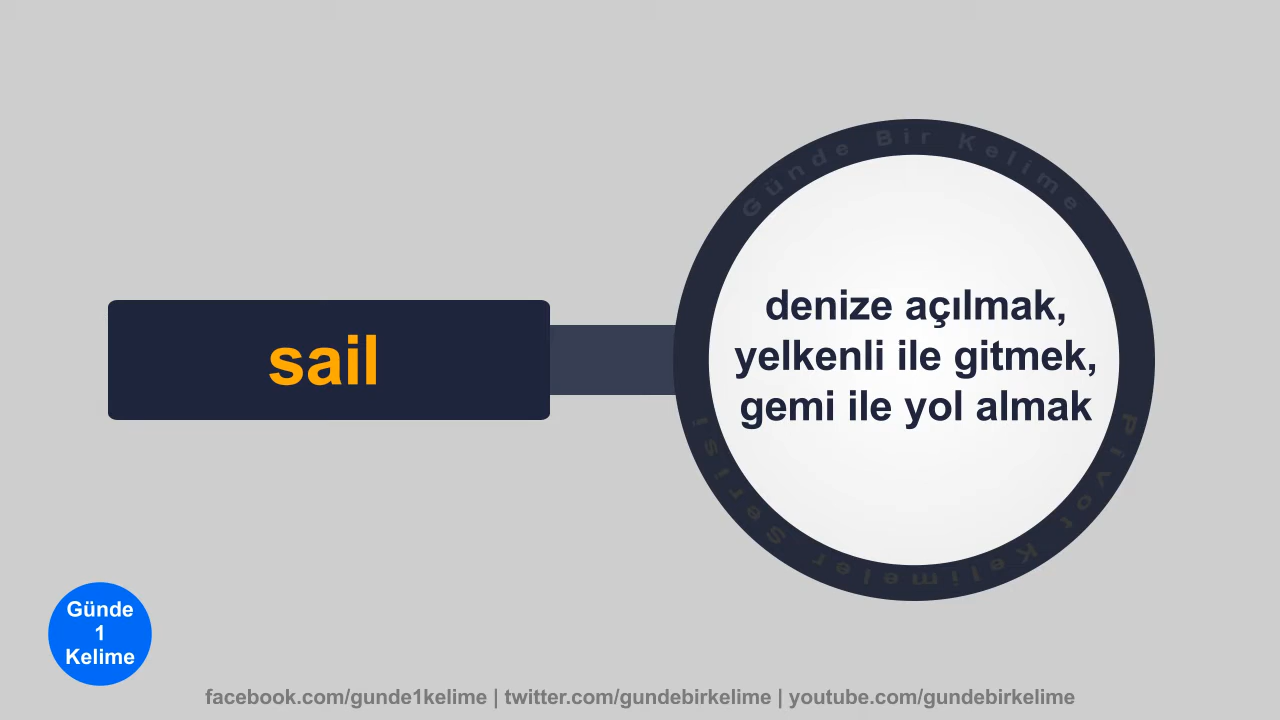 Günde Bir Kelime
sail
denize açılmak,
yelkenli ile gitmek,
gemi ile yol almak
Pivot Kelimeler Serisi
Günde
1
Kelime
facebook.com/gunde1kelime | twitter.com/gundebirkelime | youtube.com/gundebirkelime